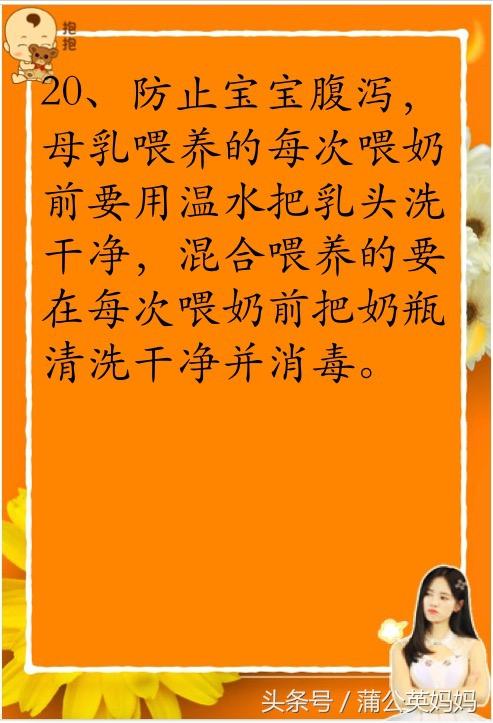 抱抱
20、防止宝宝腹泻，
母乳喂养的每次喂奶
前要用温水把乳头洗
干净，混合喂养的要
在每次喂奶前把奶瓶
清洗干净并消毒。
头条号 / 蒲公英妈妈